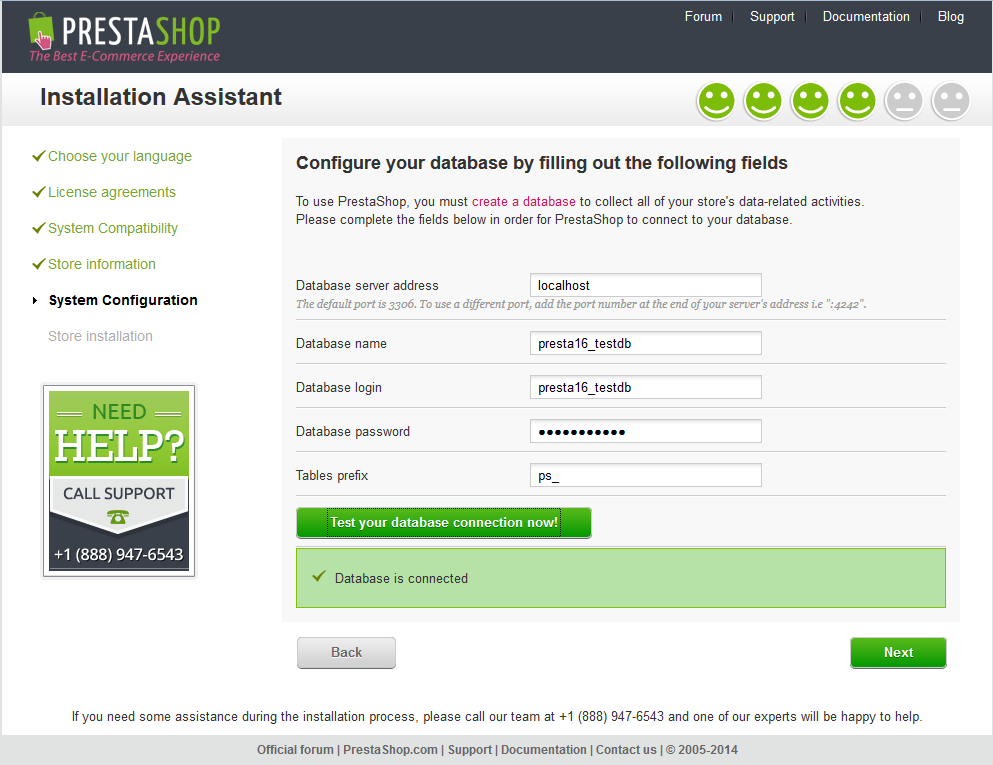 PRESTASHOP
The Best E-Commerce Experience
Forum
Support
Documentation
Blog
Installation Assistant
Choose your language
License agreements
System Compatibility
Store information
System Configuration
Store installation
NEED
HELP?
CALL SUPPORT
+1 (888) 947-6543
Configure your database by filling out the following fields
To use PrestaShop, you must create a database to collect all of your store's data-related activities.
Please complete the fields below in order for PrestaShop to connect to your database.
Database server address
localhost
The default port is 3306. To use a different port, add the port number at the end of your server's address i.e ":4242".
Database name
presta16_testdb
Database login
presta16_testdb
Database password
●●●●●●●●●●●
Tables prefix
ps_
Test your database connection now!
Database is connected
Back
Next
If you need some assistance during the installation process, please call our team at +1 (888) 947-6543 and one of our experts will be happy to help.
Official forum | PrestaShop.com | Support | Documentation | Contact us | © 2005-2014